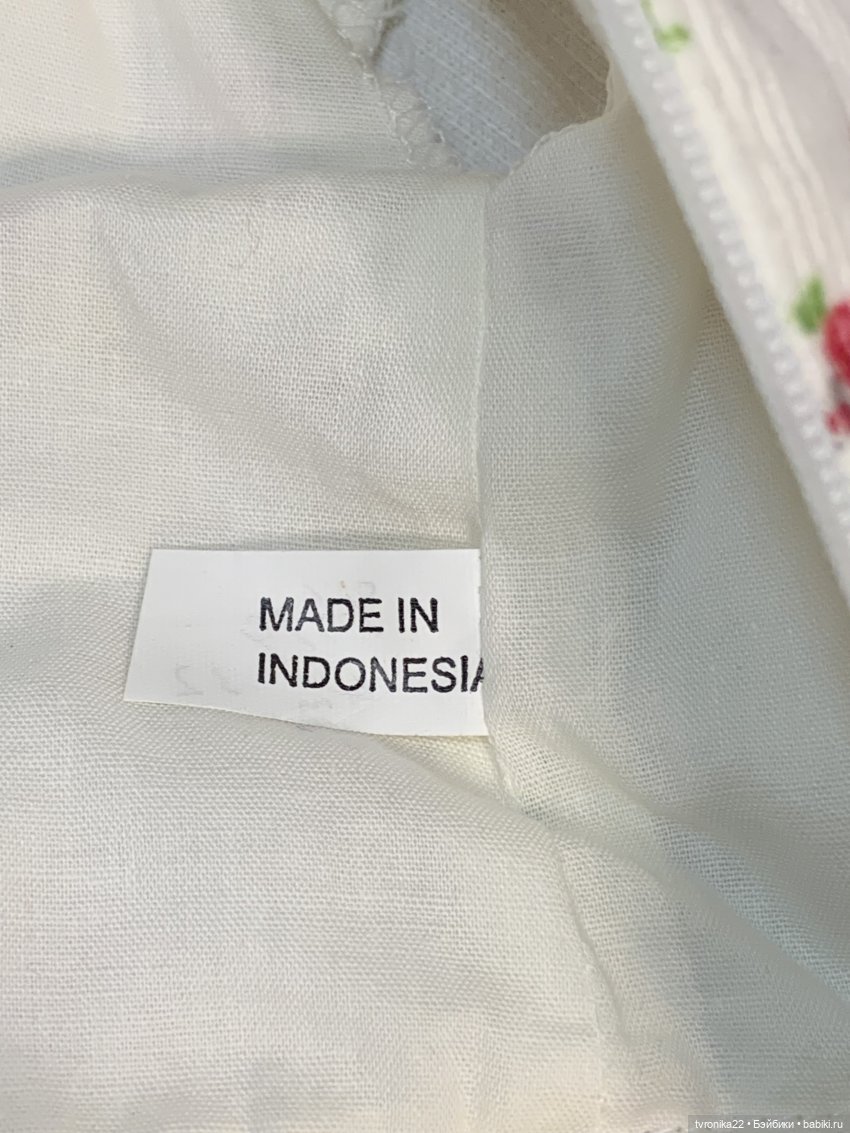 MADE IN
INDONESIA
tvronika22 • Бэйбики • babiki.ru